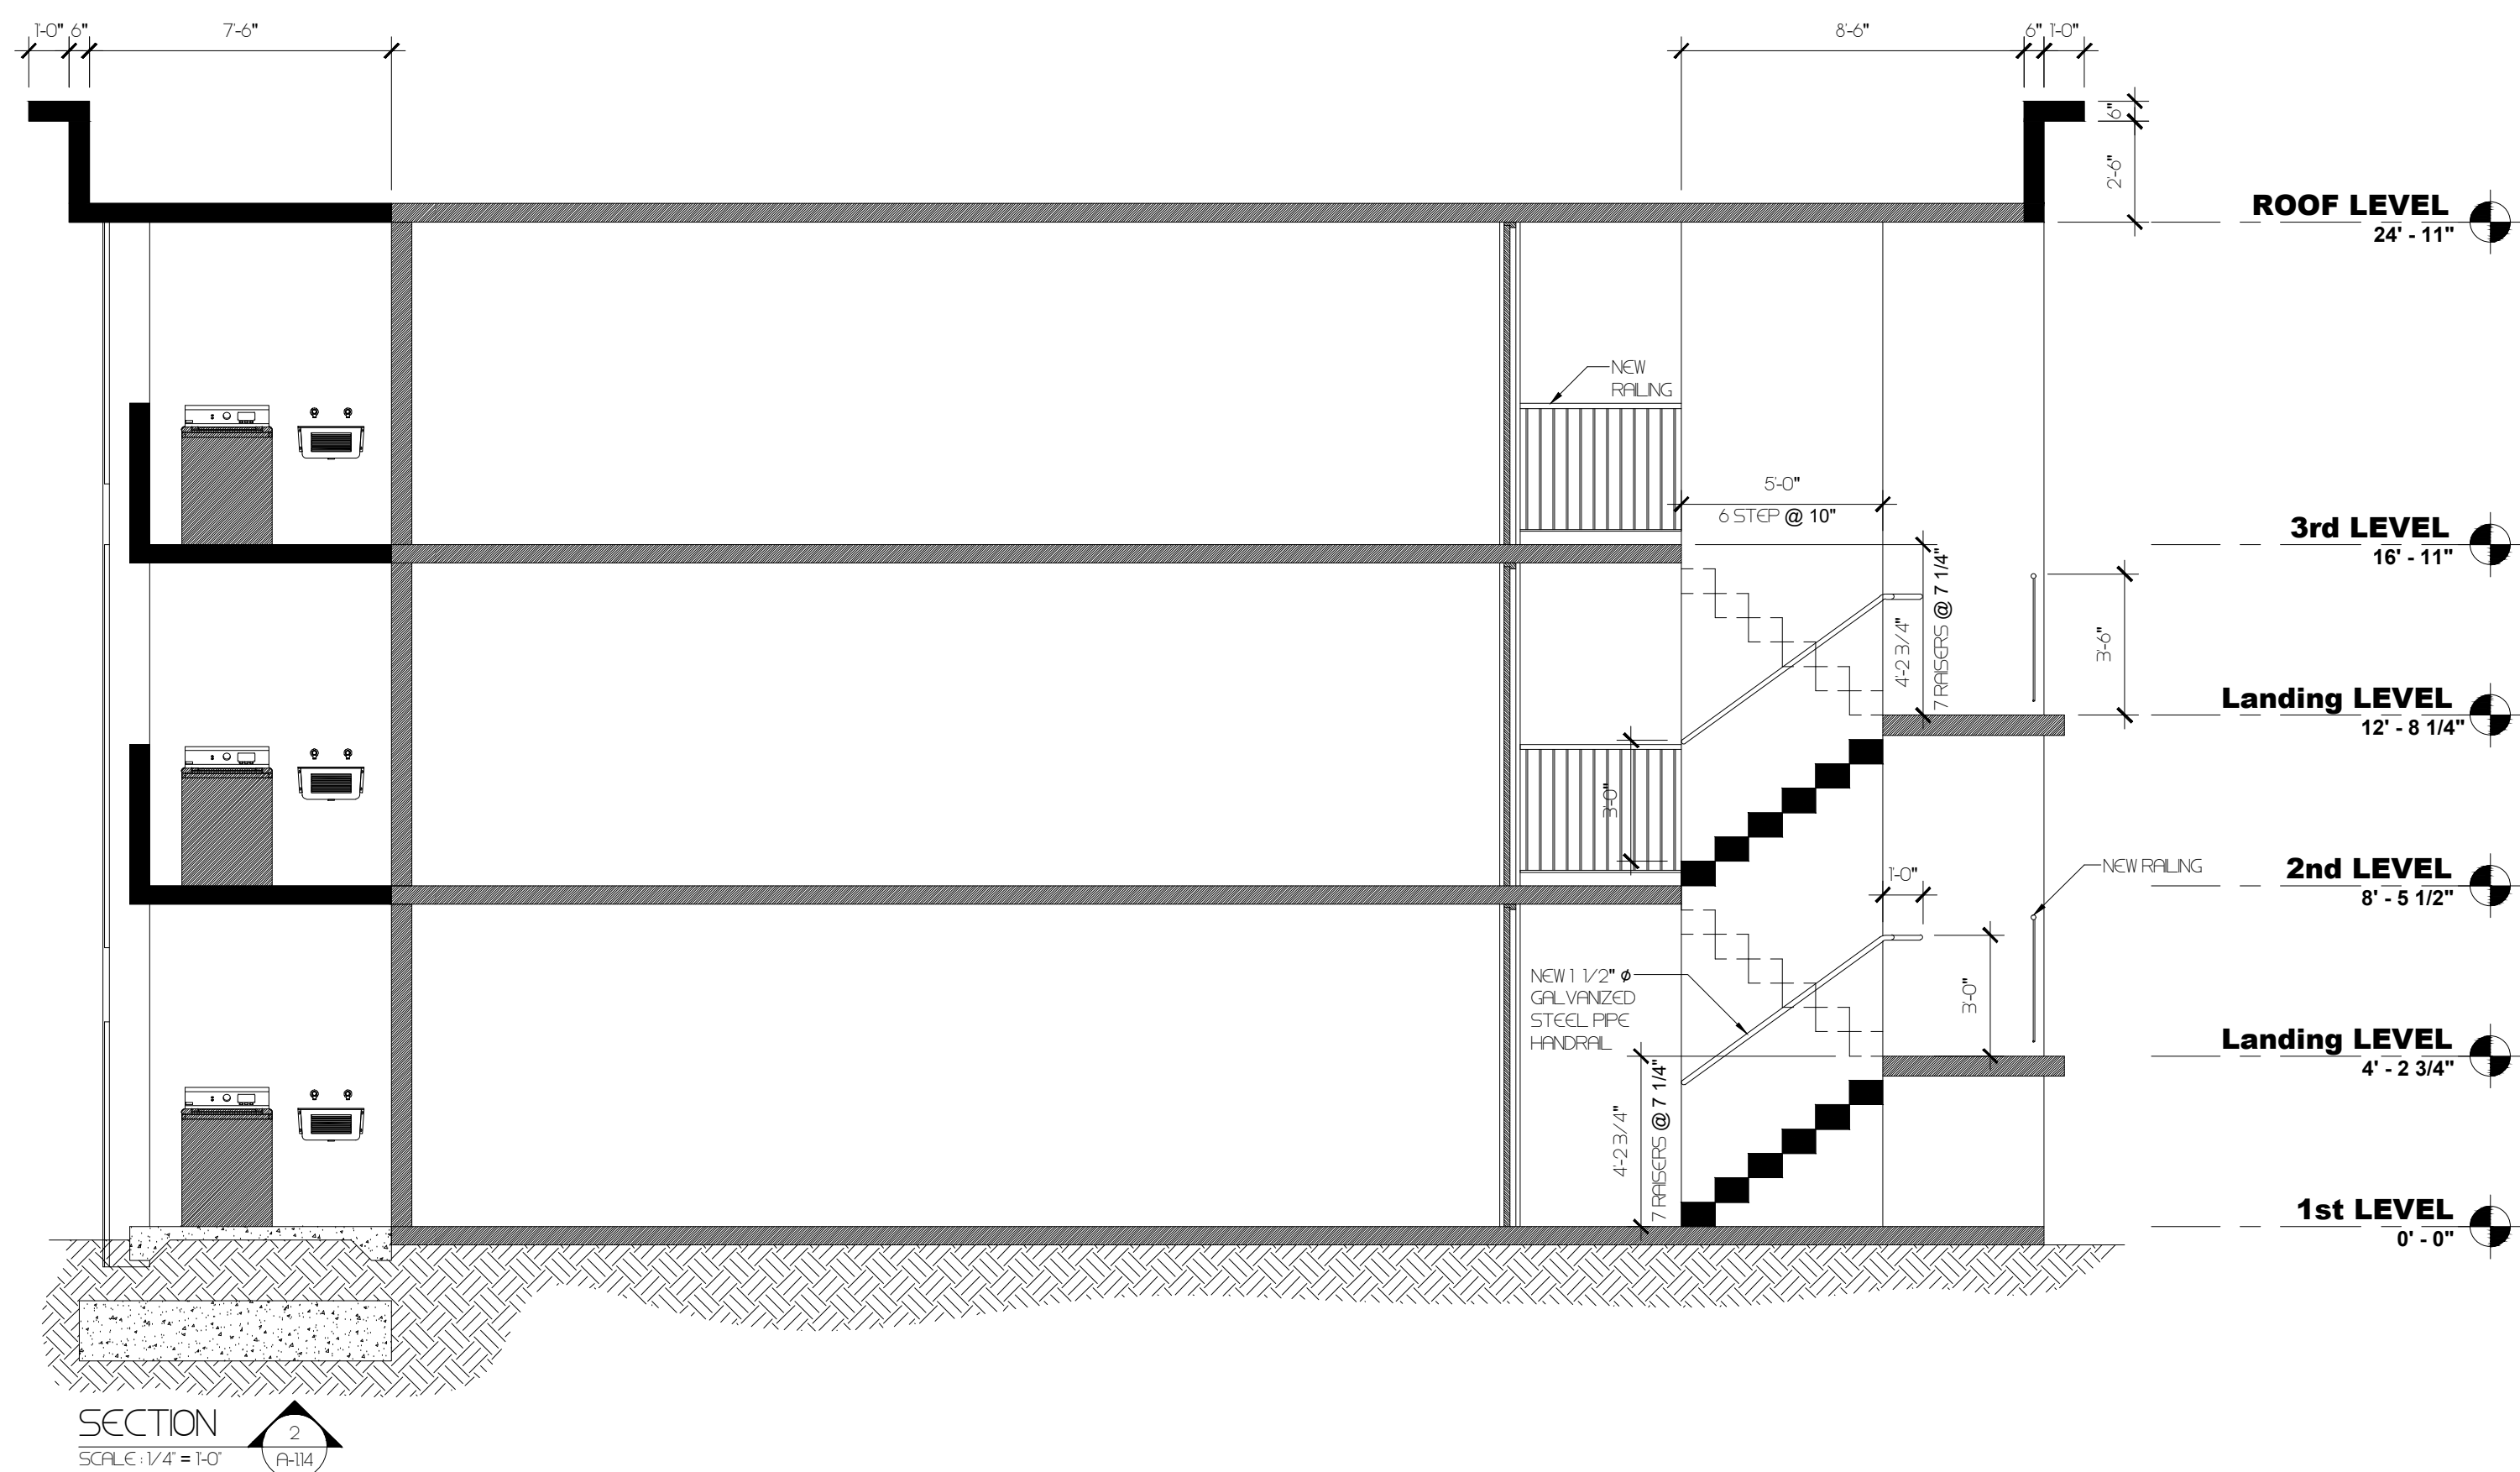 1'-0" 6" 7'-6" 8'-6" 6" 1'-0"
6"
2'-6"
ROOF LEVEL
24' - 11"
NEW
RAILING
5'-0"
6 STEP @ 10"
3rd LEVEL
16' - 11"
4'-2 3/4"
7 RAISERS @ 7 1/4"
3'-6"
Landing LEVEL
12' - 8 1/4"
3'-0"
2nd LEVEL
8' - 5 1/2"
1'-0"
NEW RAILING
NEW 1 1/2" ø
GALVANIZED
STEEL PIPE
HANDRAIL
3'-0"
Landing LEVEL
4' - 2 3/4"
4'-2 3/4"
7 RAISERS @ 7 1/4"
1st LEVEL
0' - 0"
SECTION
SCALE : 1/4" = 1'-0"
2
A-1.14